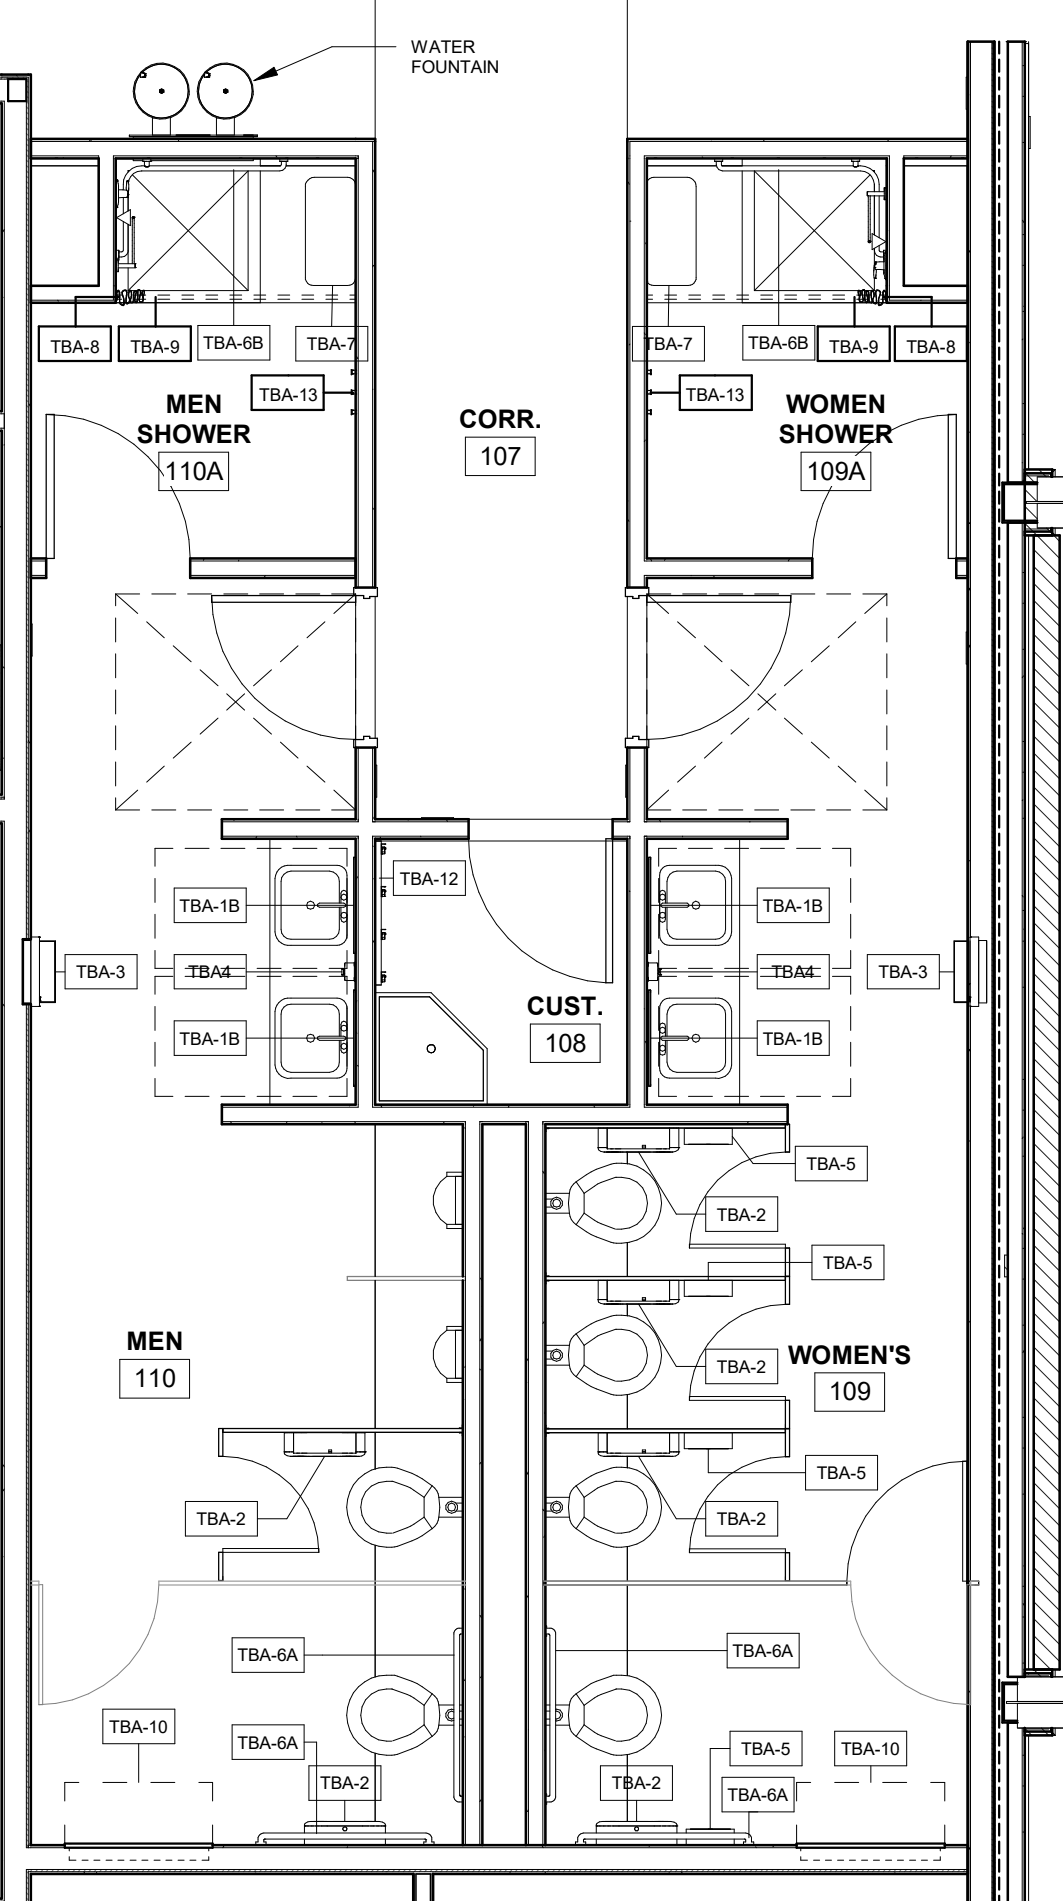 WATER
FOUNTAIN
TBA-8
TBA-9
TBA-6B
TBA-7
TBA-7
TBA-6B
TBA-9
TBA-8
TBA-13
TBA-13
MEN
SHOWER
110A
CORR.
107
WOMEN
SHOWER
109A
TBA-12
TBA-1B
TBA-1B
TBA-3
TBA4
TBA4
TBA-3
TBA-1B
TBA-1B
CUST.
108
TBA-5
TBA-2
TBA-5
MEN
110
TBA-2
WOMEN'S
109
TBA-5
TBA-2
TBA-2
TBA-6A
TBA-6A
TBA-10
TBA-6A
TBA-2
TBA-2
TBA-5
TBA-10
TBA-6A